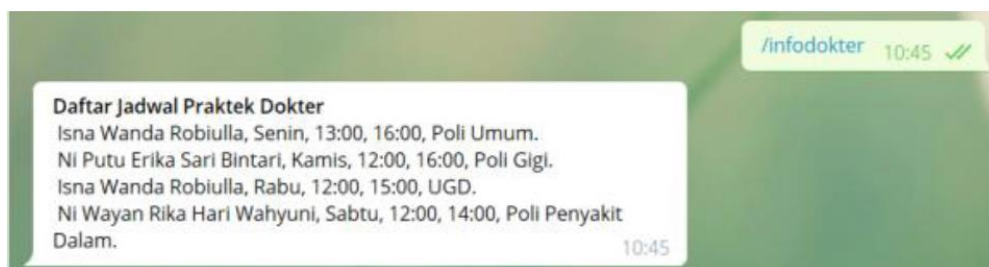 /infodokter 10:45
Daftar Jadwal Praktek Dokter
Isna Wanda Robiulla, Senin, 13:00, 16:00, Poli Umum.
Ni Putu Erika Sari Bintari, Kamis, 12:00, 16:00, Poli Gigi.
Isna Wanda Robiulla, Rabu, 12:00, 15:00, UGD.
Ni Wayan Rika Hari Wahyuni, Sabtu, 12:00, 14:00, Poli Penyakit
Dalam.
10:45